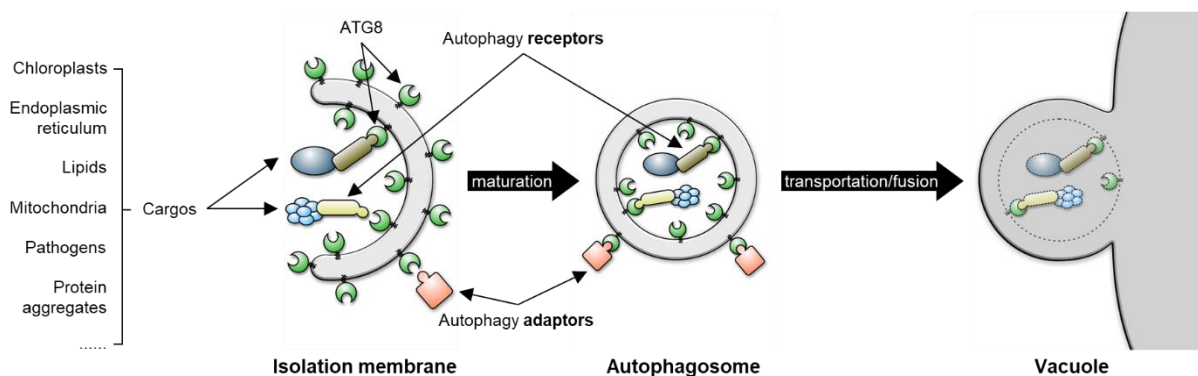 ATG8
Autophagy receptors
Chloroplasts
Endoplasmic
reticulum
Lipids
Mitochondria
Pathogens
Protein
aggregates
......
Cargos
maturation
transportation/fusion
Autophagy adaptors
Isolation membrane
Autophagosome
Vacuole